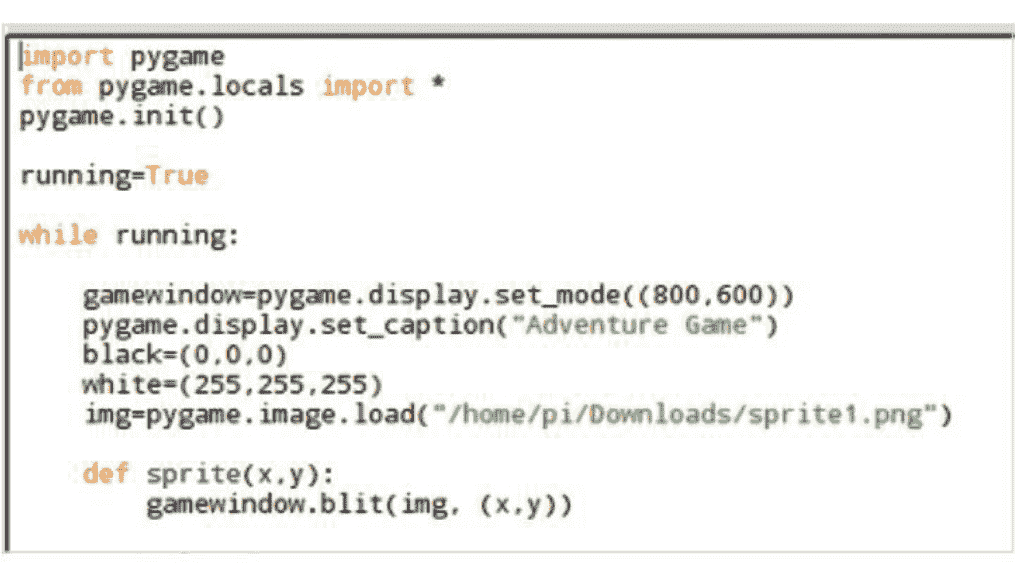 import pygame
from pygame.locals import *
pygame.init()
running=True
while running:
gamewindow=pygame.display.set_mode((800,600))
pygame.display.set_caption("Adventure Game")
black=(0,0,0)
white=(255,255,255)
img=pygame.image.load("/home/pi/Downloads/sprite1.png")
def sprite(x,y):
gamewindow.blit(img, (x,y))